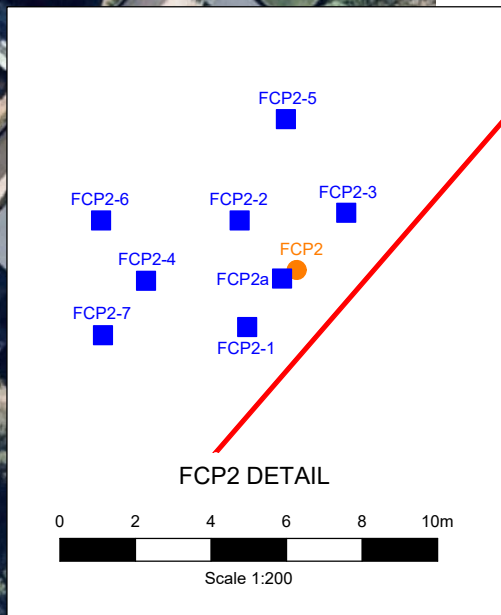 FCP2-5
FCP2-6
FCP2-2
FCP2-3
FCP2
FCP2-4
FCP2a
FCP2-7
FCP2-1
FCP2 DETAIL
0 2 4 6 8 10m
Scale 1:200